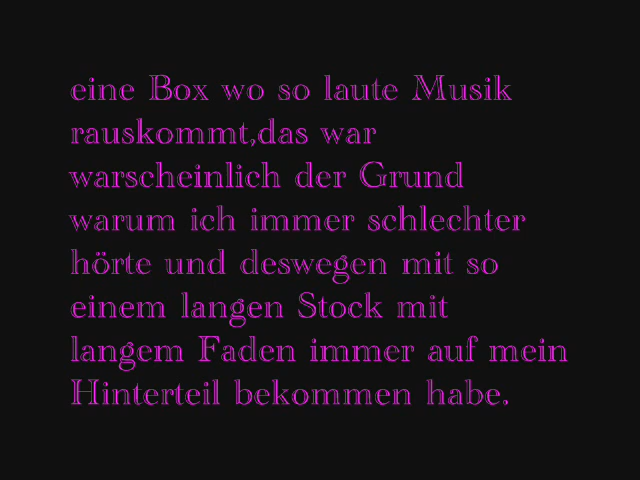 eine Box wo so laute Musik
rauskommt,das war
warscheinlich der Grund
warum ich immer schlechter
hörte und deswegen mit so
einem langen Stock mit
langem Faden immer auf mein
Hinterteil bekommen habe.